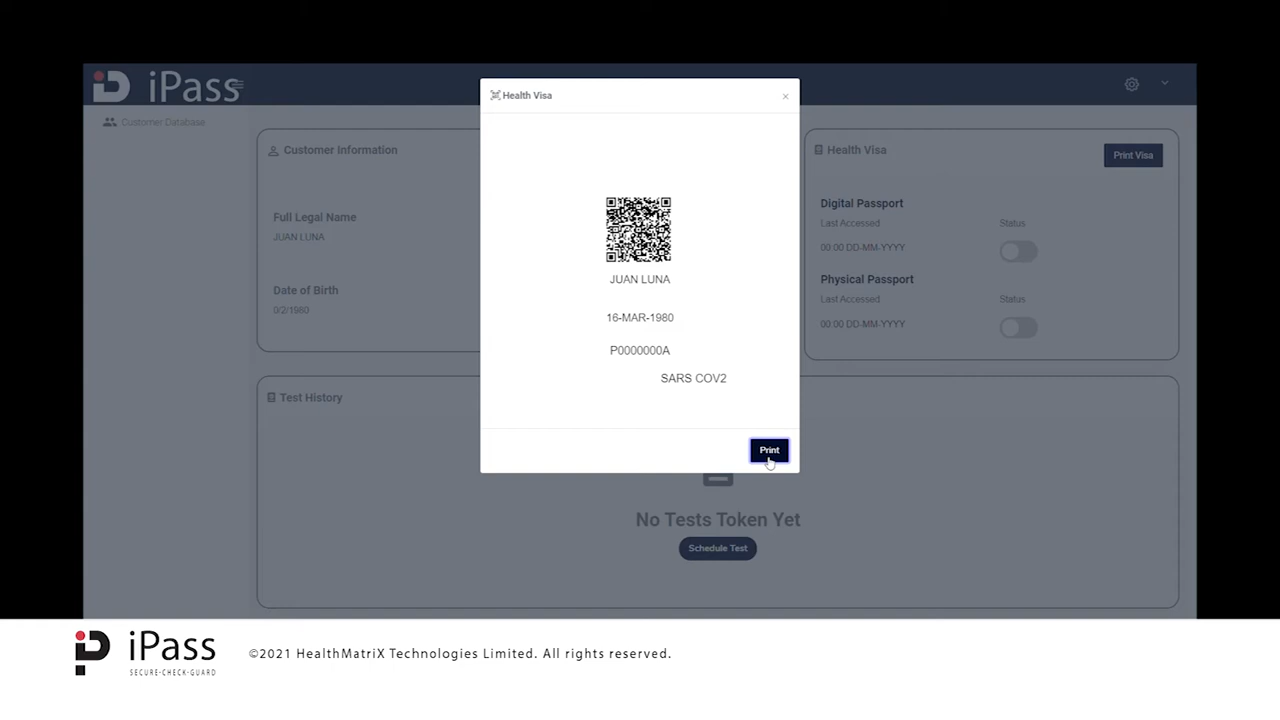 iPass
Customer Database
Customer Information
Full Legal Name
JUAN LUNA
Date of Birth
0/2/1980
Health Visa
×
JUAN LUNA
16-MAR-1980
P0000000A
SARS COV2
Print
Health Visa
Print Visa
Digital Passport
Last Accessed
Status
00:00 DD-MM-YYYY
Physical Passport
Last Accessed
Status
00:00 DD-MM-YYYY
Test History
No Tests Token Yet
Schedule Test
iPass
SECURE-CHECK-GUARD
©2021 HealthMatriX Technologies Limited. All rights reserved.